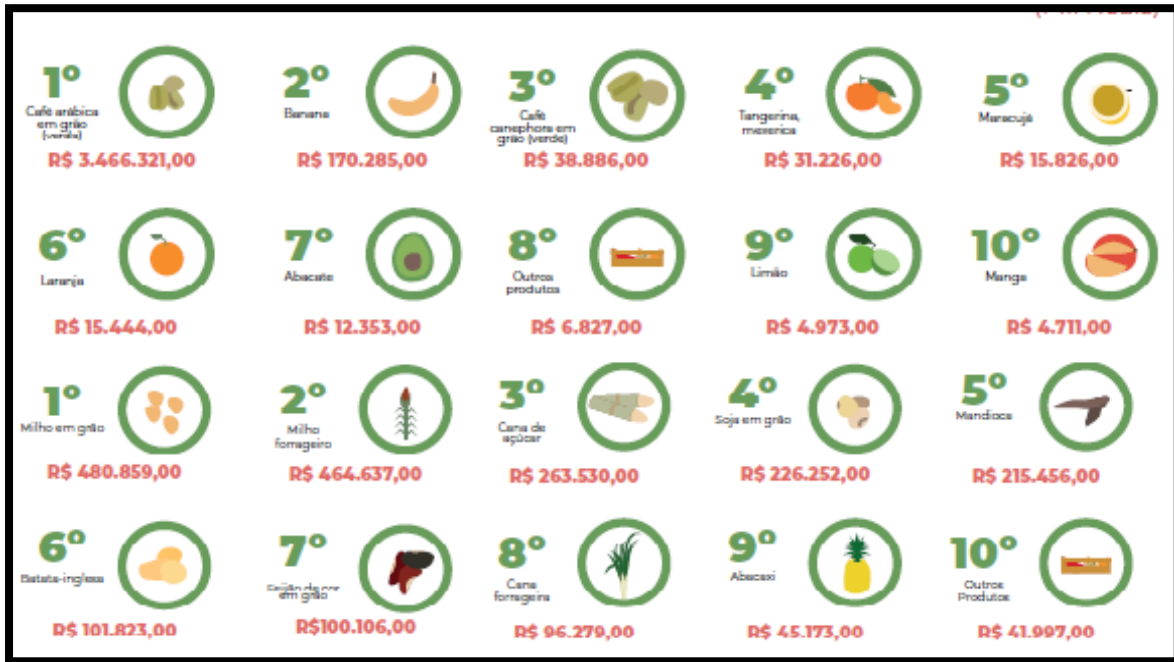 1º
Café arábica
em grão
(verde)
R$ 3.466.321,00
2º
Banana
R$ 170.285,00
3º
Café
canephora em
grão (verde)
R$ 38.886,00
4º
Tangerina,
mexerica
R$ 31.226,00
5º
Maracujá
R$ 15.826,00
6º
Laranja
R$ 15.444,00
7º
Abacate
R$ 12.353,00
8º
Outros
produtos
R$ 6.827,00
9º
Limão
R$ 4.973,00
10º
Manga
R$ 4.711,00
1º
Milho em grão
R$ 480.859,00
2º
Milho
forrageiro
R$ 464.637,00
3º
Cana de
açúcar
R$ 263.530,00
4º
Soja em grão
R$ 226.252,00
5º
Mandioca
R$ 215.456,00
6º
Batata-inglesa
R$ 101.823,00
7º
Feijão de cor
em grão
R$100.106,00
8º
Cana
forrageira
R$ 96.279,00
9º
Abacaxi
R$ 45.173,00
10º
Outros
Produtos
R$ 41.997,00